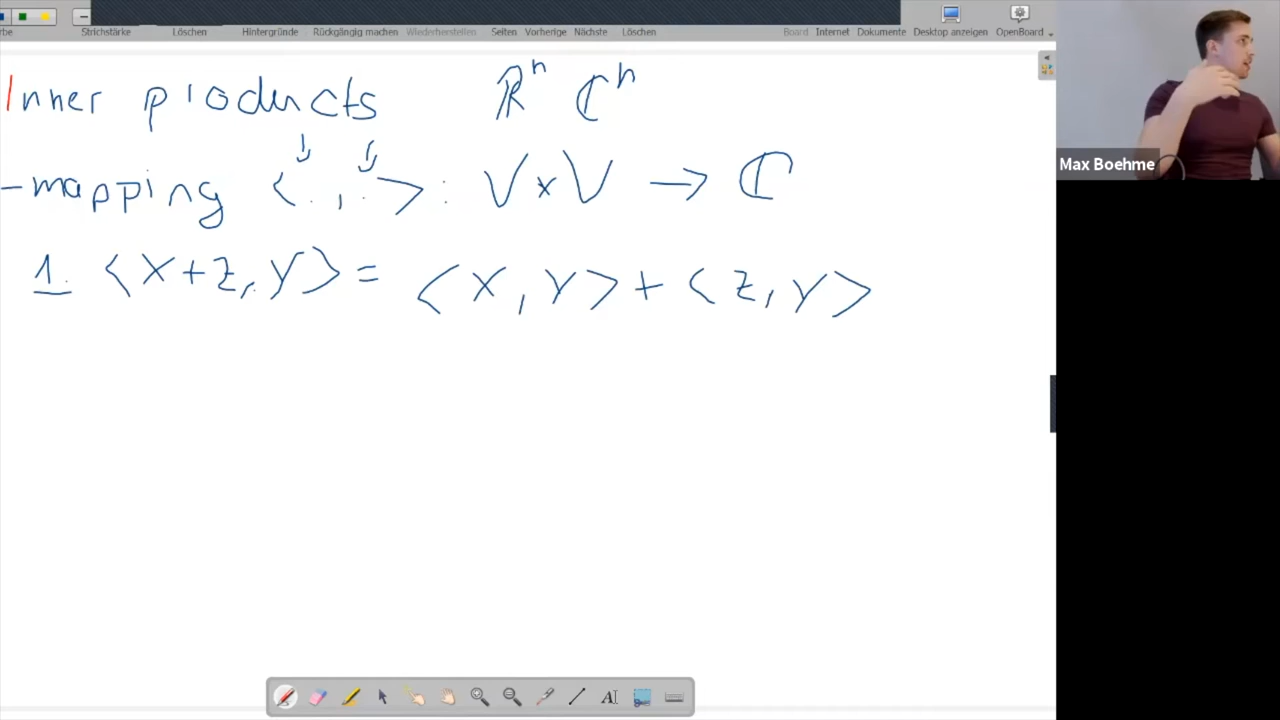 Strichstärke Löschen Hintergründe Rückgängig machen Wiederherstellen Seiten Vorherige Nächste Löschen Board Internet Dokumente Desktop anzeigen OpenBoard
Inner products ℝⁿ ℂⁿ
- mapping < . , . > : V × V → ℂ
1. <x+z, y> = <x, y> + <z, y>
Max Boehme